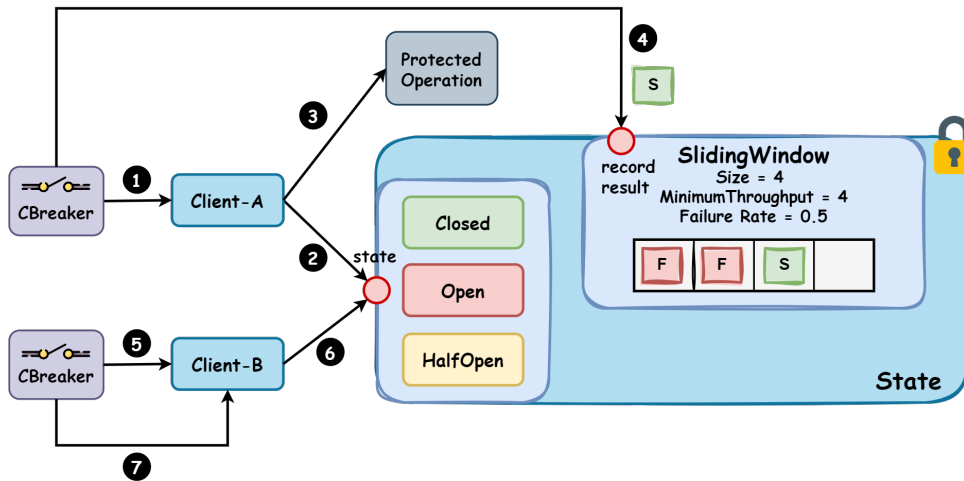 4
Protected
Operation
S
3
SlidingWindow
Size = 4
MinimumThroughput = 4
Failure Rate = 0.5
record
result
1
CBreaker
Client-A
Closed
2
state
F
F
S
Open
5
CBreaker
Client-B
6
HalfOpen
State
7